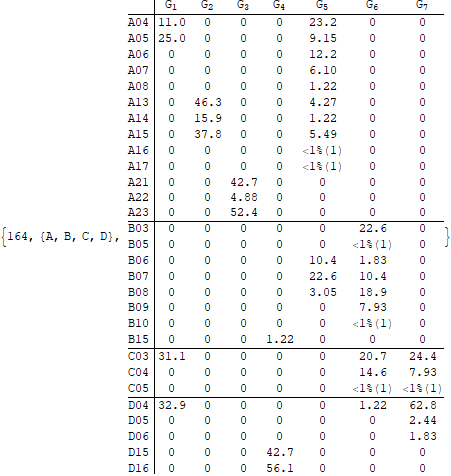 G1 G2 G3 G4 G5 G6 G7
A04 11.0 0 0 0 23.2 0 0
A05 25.0 0 0 0 9.15 0 0
A06 0 0 0 0 12.2 0 0
A07 0 0 0 0 6.10 0 0
A08 0 0 0 0 1.22 0 0
A13 0 46.3 0 0 4.27 0 0
A14 0 15.9 0 0 1.22 0 0
A15 0 37.8 0 0 5.49 0 0
A16 0 0 0 0 <1%(1) 0 0
A17 0 0 0 0 <1%(1) 0 0
A21 0 0 42.7 0 0 0 0
A22 0 0 4.88 0 0 0 0
A23 0 0 52.4 0 0 0 0
B03 0 0 0 0 0 22.6 0
{164, {A, B, C, D}, B05 0 0 0 0 0 <1%(1) 0 }
B06 0 0 0 0 10.4 1.83 0
B07 0 0 0 0 22.6 10.4 0
B08 0 0 0 0 3.05 18.9 0
B09 0 0 0 0 0 7.93 0
B10 0 0 0 0 0 <1%(1) 0
B15 0 0 0 1.22 0 0 0
C03 31.1 0 0 0 0 20.7 24.4
C04 0 0 0 0 0 14.6 7.93
C05 0 0 0 0 0 <1%(1) <1%(1)
D04 32.9 0 0 0 0 1.22 62.8
D05 0 0 0 0 0 0 2.44
D06 0 0 0 0 0 0 1.83
D15 0 0 0 42.7 0 0 0
D16 0 0 0 56.1 0 0 0